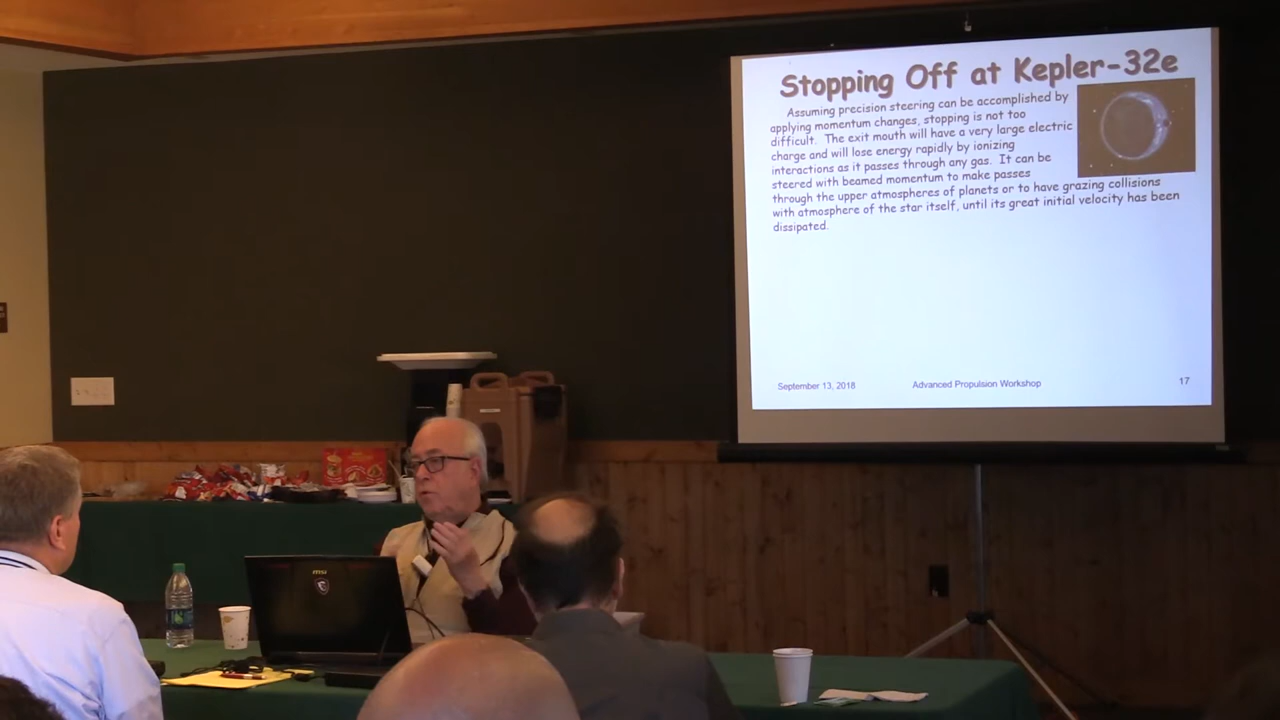 Stopping Off at Kepler-32e
Assuming precision steering can be accomplished by
applying momentum changes, stopping is not too
difficult. The exit mouth will have a very large electric
charge and will lose energy rapidly by ionizing
interactions as it passes through any gas. It can be
steered with beamed momentum to make passes
through the upper atmospheres of planets or to have grazing collisions
with atmosphere of the star itself, until its great initial velocity has been
dissipated.
September 13, 2018
Advanced Propulsion Workshop
17
msi